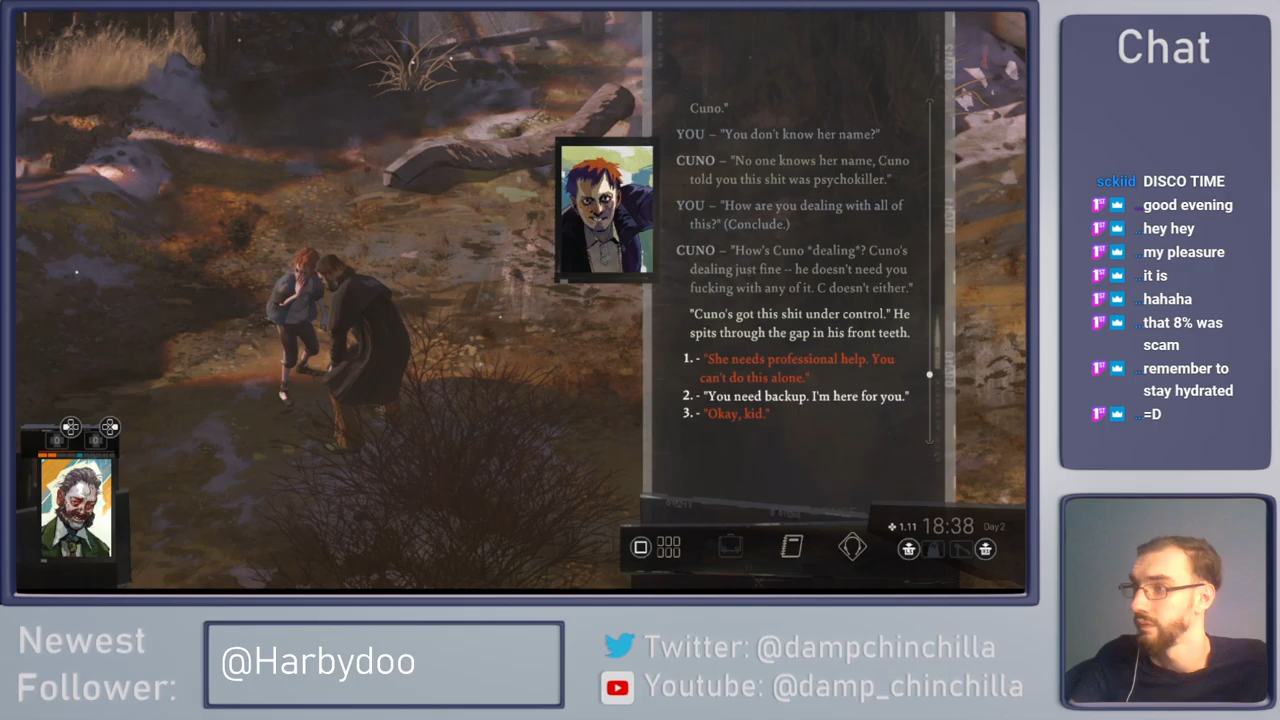 Cuno."
YOU – "You don't know her name?"
CUNO – "No one knows her name, Cuno
told you this shit was psychokiller."
YOU – "How are you dealing with all of
this?" (Conclude.)
CUNO – "How's Cuno *dealing*? Cuno's
dealing just fine -- he doesn't need you
fucking with any of it. C doesn't either."
"Cuno's got this shit under control." He
spits through the gap in his front teeth.
1. - "She needs professional help. You
can't do this alone."
2. - "You need backup. I'm here for you."
3. - "Okay, kid."
1.11 18:38 Day2
Chat
sckiid DISCO TIME
good evening
hey hey
my pleasure
it is
hahaha
that 8% was
scam
remember to
stay hydrated
=D
Newest
Follower:
@Harbydoo
Twitter: @dampchinchilla
Youtube: @damp_chinchilla